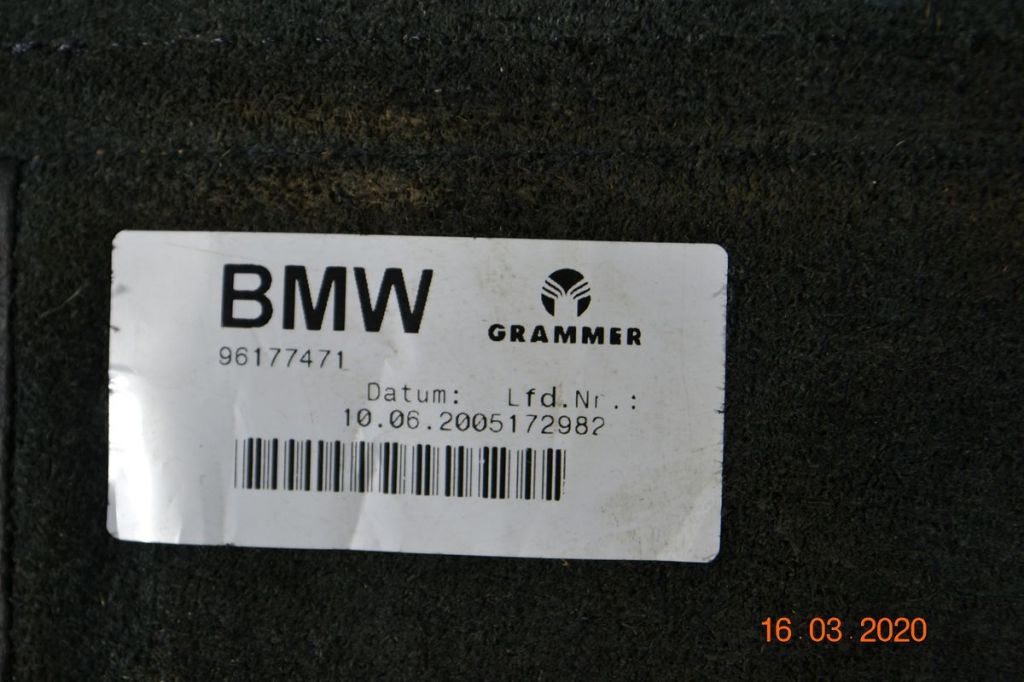 BMW
GRAMMER
96177471
Datum: Lfd.Nr.:
10.06.2005172982
16.03.2020